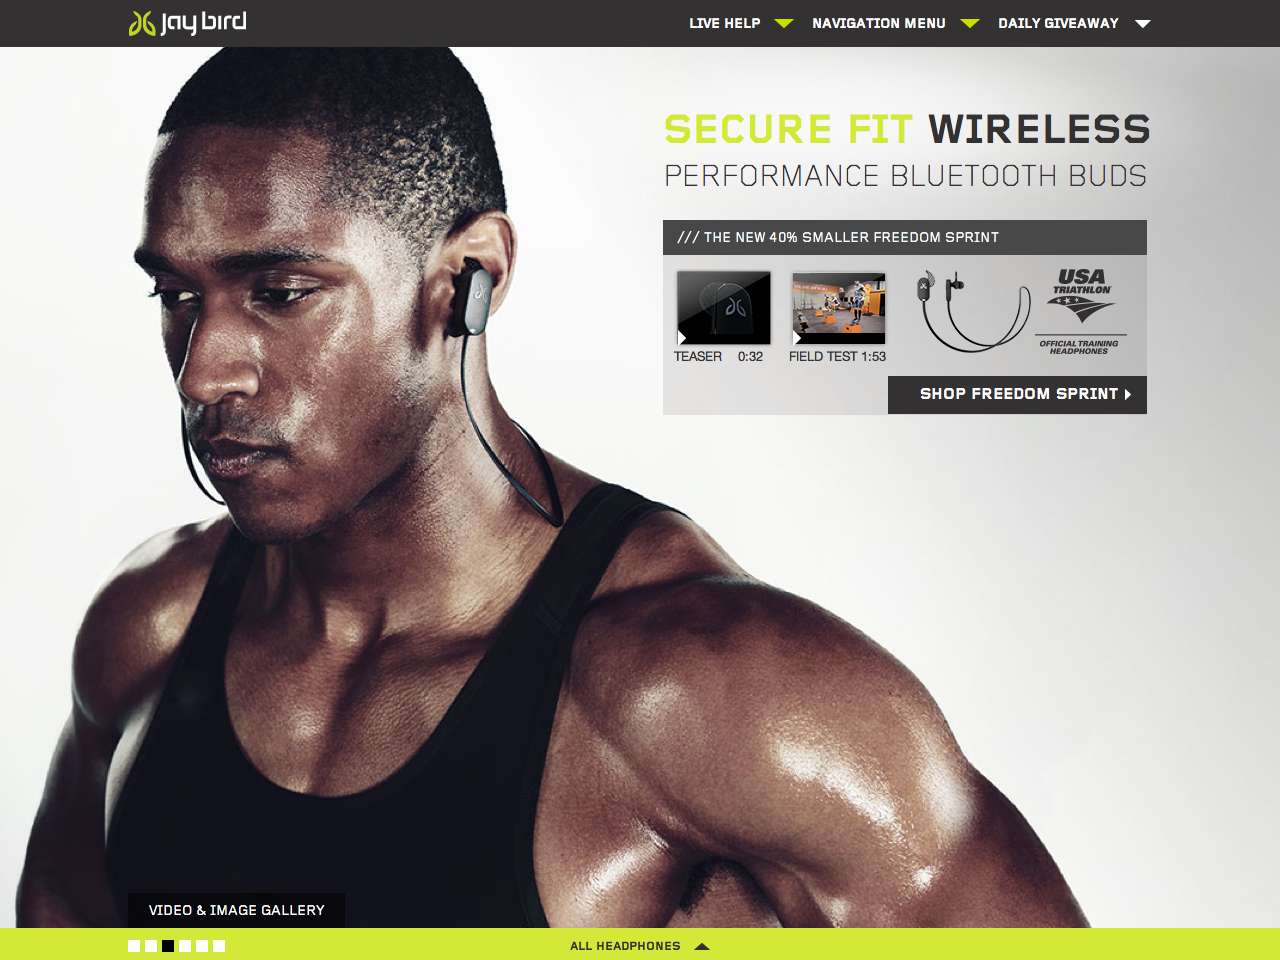 jaybird
LIVE HELP
NAVIGATION MENU
DAILY GIVEAWAY
SECURE FIT WIRELESS
PERFORMANCE BLUETOOTH BUDS
/// THE NEW 40% SMALLER FREEDOM SPRINT
TEASER 0:32
FIELD TEST 1:53
USA
TRIATHLON
OFFICIAL TRAINING
HEADPHONES
SHOP FREEDOM SPRINT
VIDEO & IMAGE GALLERY
ALL HEADPHONES